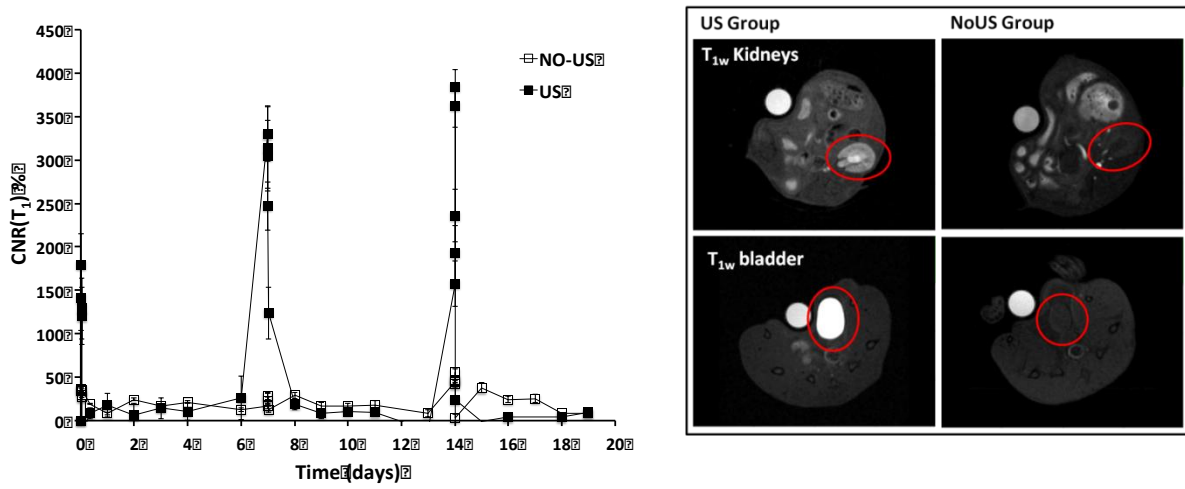 450
400
350
300
250
200
150
100
50
0
CNR(T1) %
0 2 4 6 8 10 12 14 16 18 20
Time (days)
NO-US
US
US Group
NoUS Group
T1w Kidneys
T1w bladder